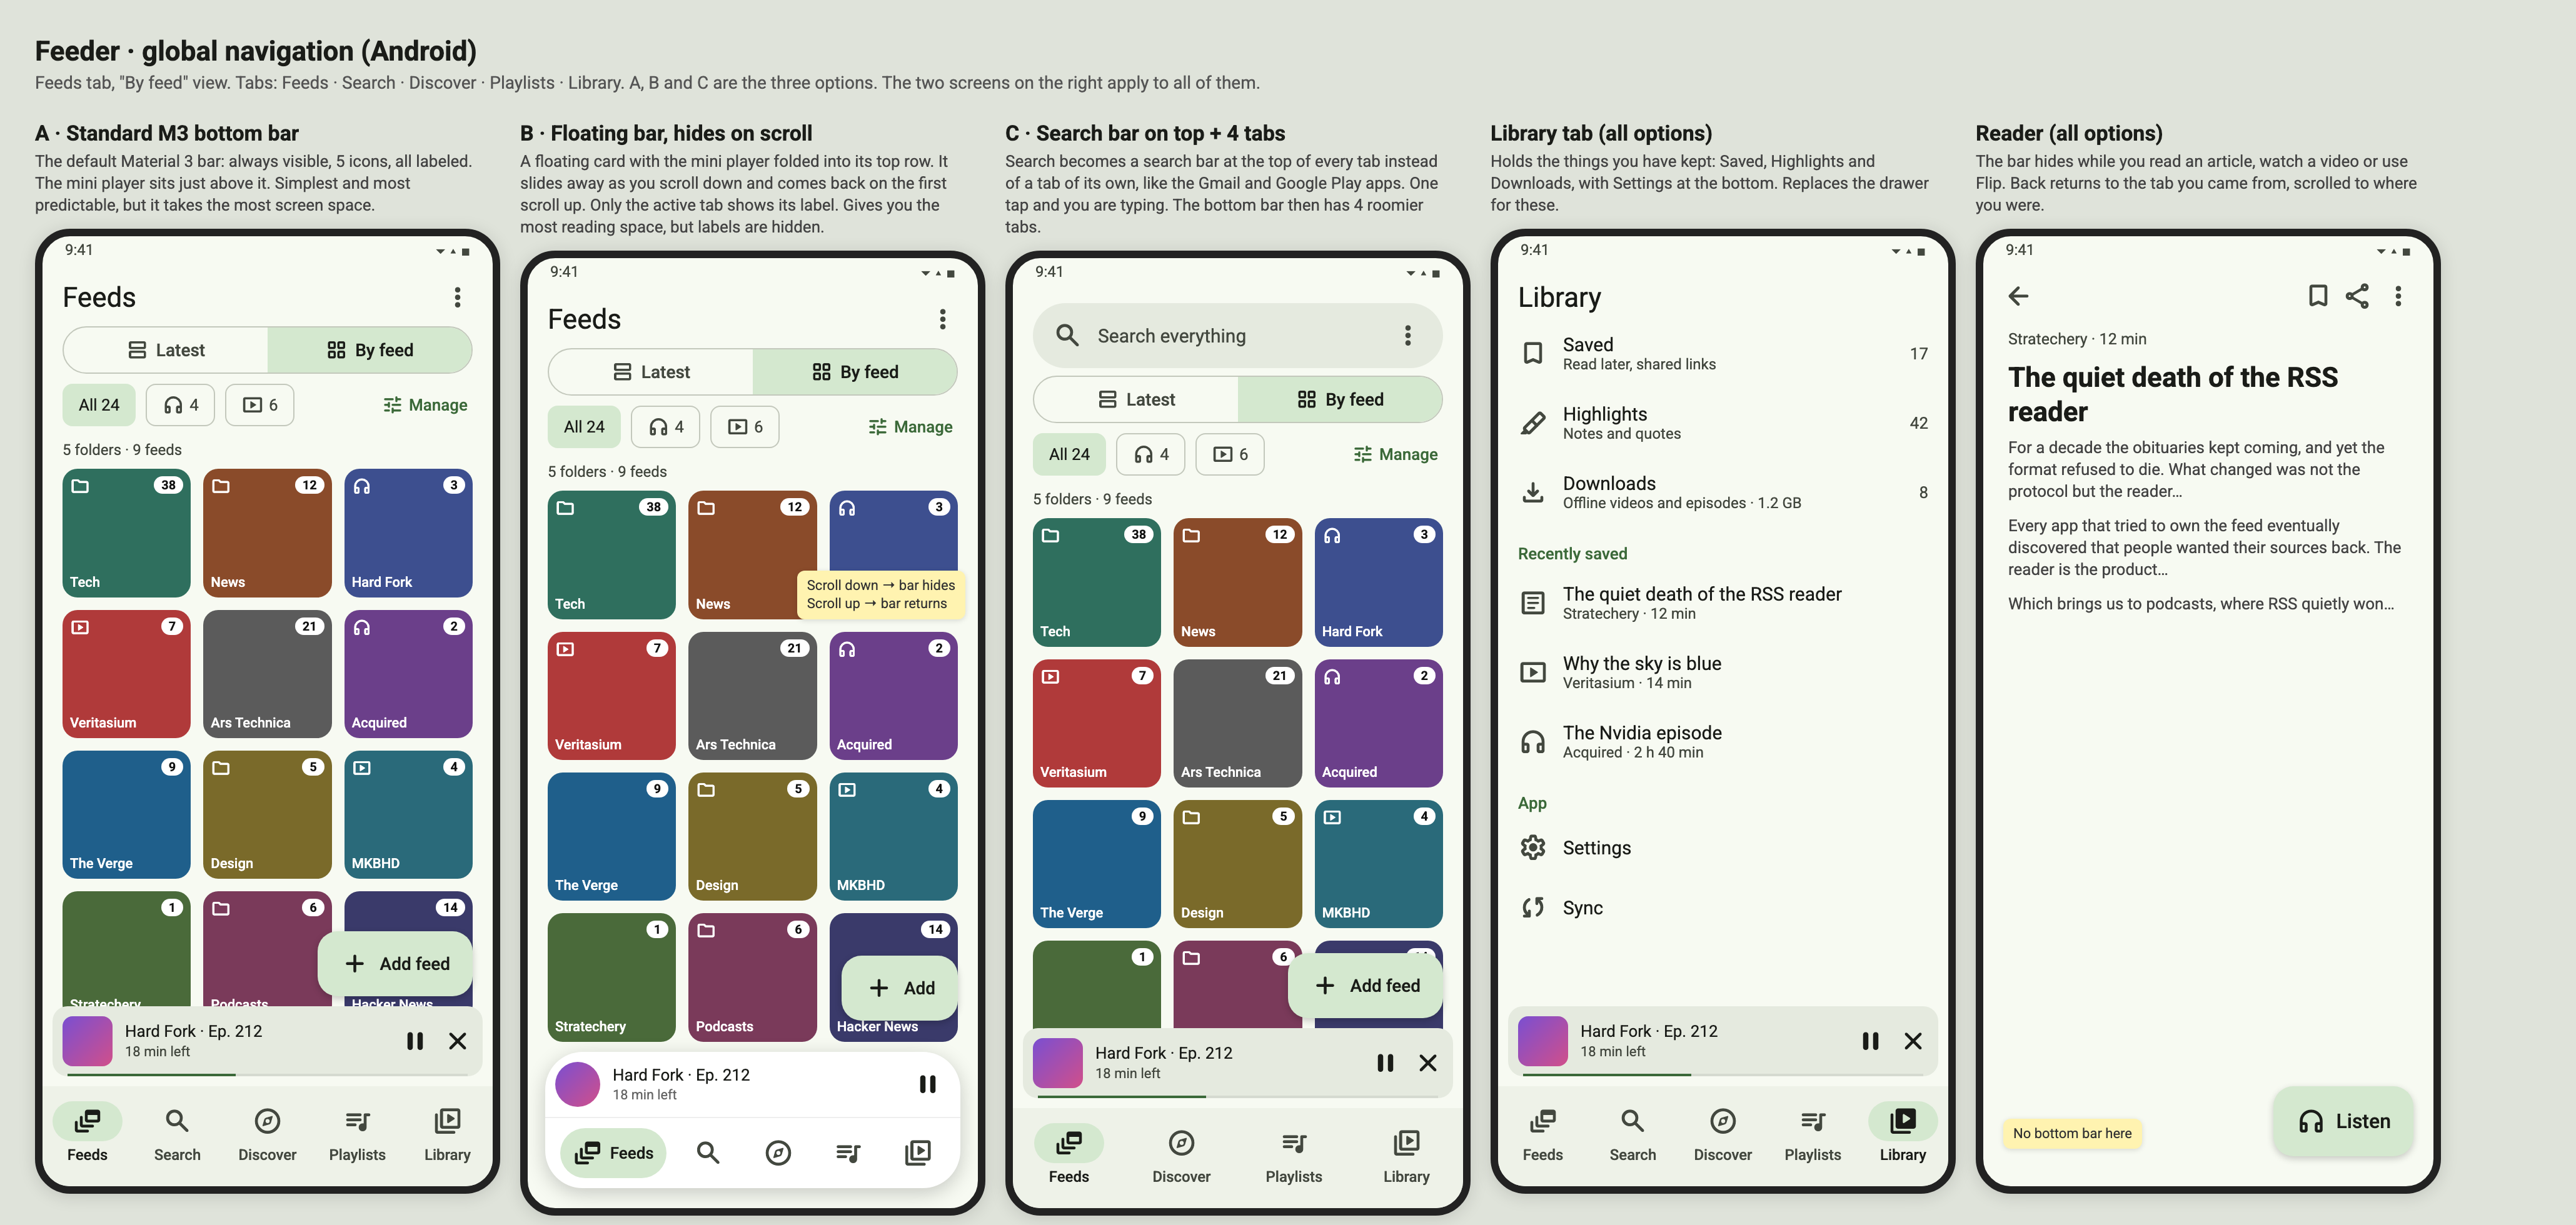 Feeder · global navigation (Android)
Feeds tab, "By feed" view. Tabs: Feeds · Search · Discover · Playlists · Library. A, B and C are the three options. The two screens on the right apply to all of them.
A · Standard M3 bottom bar
The default Material 3 bar: always visible, 5 icons, all labeled.
The mini player sits just above it. Simplest and most
predictable, but it takes the most screen space.
9:41
Feeds
Latest
By feed
All 24
4
6
Manage
5 folders · 9 feeds
38
12
3
Tech
News
Hard Fork
7
21
2
Veritasium
Ars Technica
Acquired
9
5
4
The Verge
Design
MKBHD
1
6
14
Add feed
Stratechery
Podcasts
Hacker News
Hard Fork · Ep. 212
18 min left
Feeds
Search
Discover
Playlists
Library
B · Floating bar, hides on scroll
A floating card with the mini player folded into its top row. It
slides away as you scroll down and comes back on the first
scroll up. Only the active tab shows its label. Gives you the
most reading space, but labels are hidden.
9:41
Feeds
Latest
By feed
All 24
4
6
Manage
5 folders · 9 feeds
38
12
3
Scroll down → bar hides
Scroll up → bar returns
Tech
News
7
21
2
Veritasium
Ars Technica
Acquired
9
5
4
The Verge
Design
MKBHD
1
6
14
Add
Stratechery
Podcasts
Hacker News
Hard Fork · Ep. 212
18 min left
Feeds
C · Search bar on top + 4 tabs
Search becomes a search bar at the top of every tab instead
of a tab of its own, like the Gmail and Google Play apps. One
tap and you are typing. The bottom bar then has 4 roomier
tabs.
9:41
Search everything
Latest
By feed
All 24
4
6
Manage
5 folders · 9 feeds
38
12
3
Tech
News
Hard Fork
7
21
2
Veritasium
Ars Technica
Acquired
9
5
4
The Verge
Design
MKBHD
1
6
Add feed
Hard Fork · Ep. 212
18 min left
Feeds
Discover
Playlists
Library
Library tab (all options)
Holds the things you have kept: Saved, Highlights and
Downloads, with Settings at the bottom. Replaces the drawer
for these.
9:41
Library
Saved
Read later, shared links
17
Highlights
Notes and quotes
42
Downloads
Offline videos and episodes · 1.2 GB
8
Recently saved
The quiet death of the RSS reader
Stratechery · 12 min
Why the sky is blue
Veritasium · 14 min
The Nvidia episode
Acquired · 2 h 40 min
App
Settings
Sync
Hard Fork · Ep. 212
18 min left
Feeds
Search
Discover
Playlists
Library
Reader (all options)
The bar hides while you read an article, watch a video or use
Flip. Back returns to the tab you came from, scrolled to where
you were.
9:41
Stratechery · 12 min
The quiet death of the RSS
reader
For a decade the obituaries kept coming, and yet the
format refused to die. What changed was not the
protocol but the reader…
Every app that tried to own the feed eventually
discovered that people wanted their sources back. The
reader is the product…
Which brings us to podcasts, where RSS quietly won…
No bottom bar here
Listen